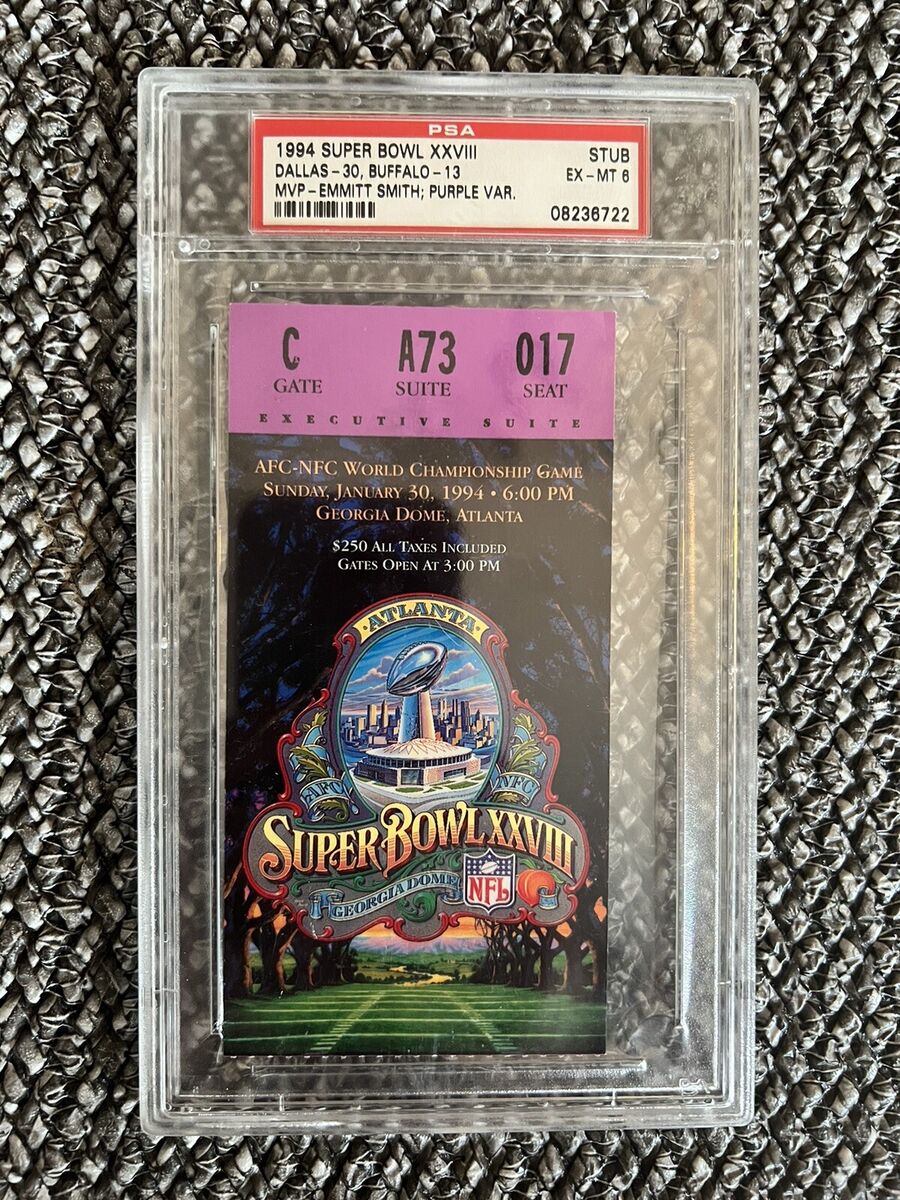 PSA
1994 SUPER BOWL XXVIII STUB
DALLAS-30, BUFFALO-13 EX-MT 6
MVP-EMMITT SMITH; PURPLE VAR.
08236722
C A73 017
GATE SUITE SEAT
EXECUTIVE SUITE
AFC-NFC WORLD CHAMPIONSHIP GAME
SUNDAY, JANUARY 30, 1994 • 6:00 PM
GEORGIA DOME, ATLANTA
$250 ALL TAXES INCLUDED
GATES OPEN AT 3:00 PM
·ATLANTA·
AFC NFC
SUPER BOWL XXVIII
GEORGIA DOME
NFL